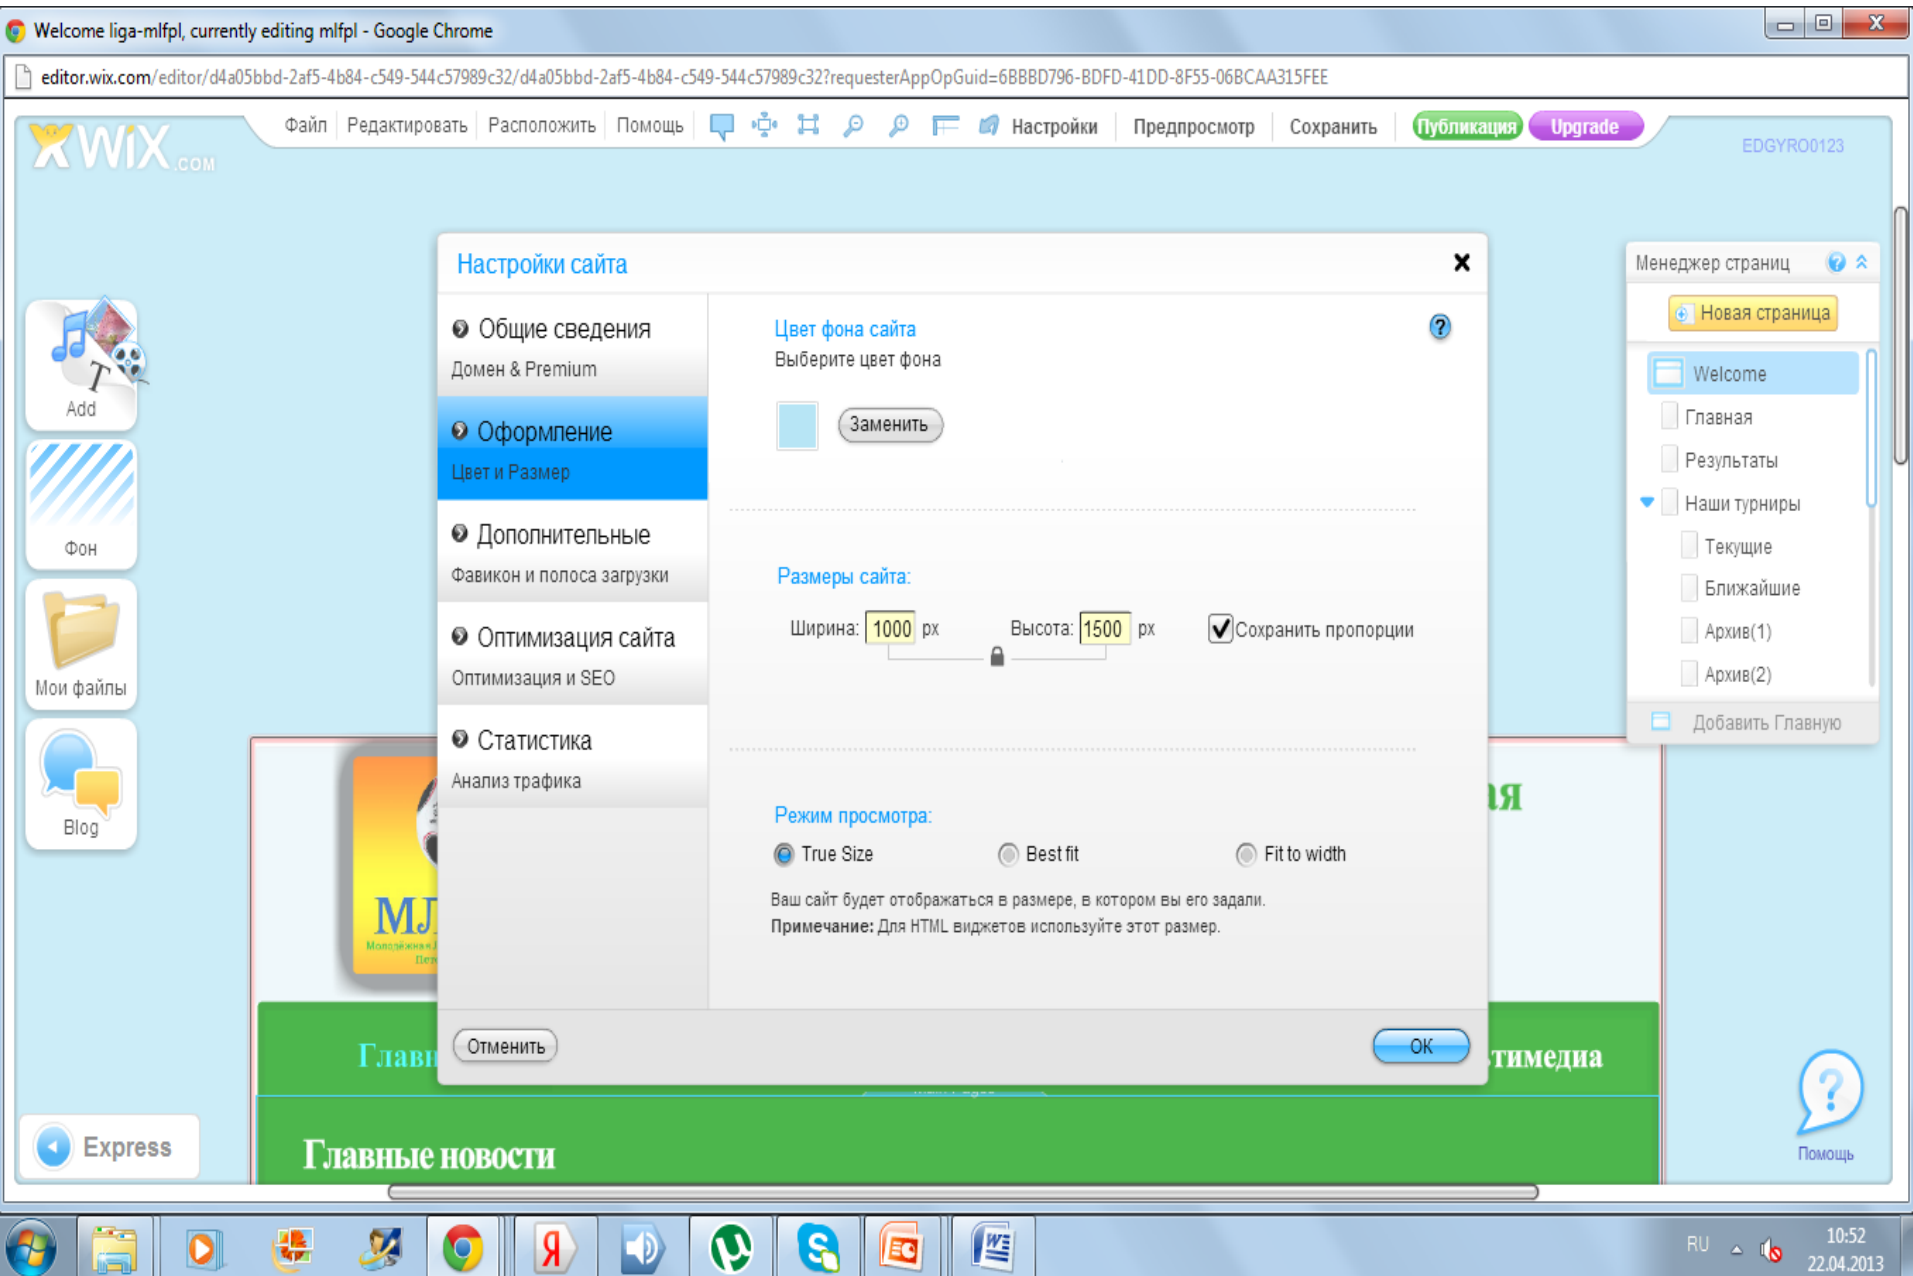 Welcome liga-mlfpl, currently editing mlfpl - Google Chrome
editor.wix.com/editor/d4a05bbd-2af5-4b84-c549-544c57989c32/d4a05bbd-2af5-4b84-c549-544c57989c32?requesterAppOpGuid=6BBBD796-BDFD-41DD-8F55-06BCAA315FEE
WiX.COM
Файл Редактировать Расположить Помощь Настройки Предпросмотр Сохранить Публикация Upgrade
EDGYRO0123
Add
Фон
Мои файлы
Blog
Express
Настройки сайта
Общие сведения
Домен & Premium
Оформление
Цвет и Размер
Дополнительные
Фавикон и полоса загрузки
Оптимизация сайта
Оптимизация и SEO
Статистика
Анализ трафика
Цвет фона сайта
Выберите цвет фона
Заменить
Размеры сайта:
Ширина: 1000 px Высота: 1500 px Сохранить пропорции
Режим просмотра:
True Size Best fit Fit to width
Ваш сайт будет отображаться в размере, в котором вы его задали.
Примечание: Для HTML виджетов используйте этот размер.
Отменить OK
Менеджер страниц
Новая страница
Welcome
Главная
Результаты
Наши турниры
Текущие
Ближайшие
Архив(1)
Архив(2)
Добавить Главную
ая
МЛ
Молодёжная
Главн
тимедиа
Главные новости
Помощь
RU
10:52
22.04.2013